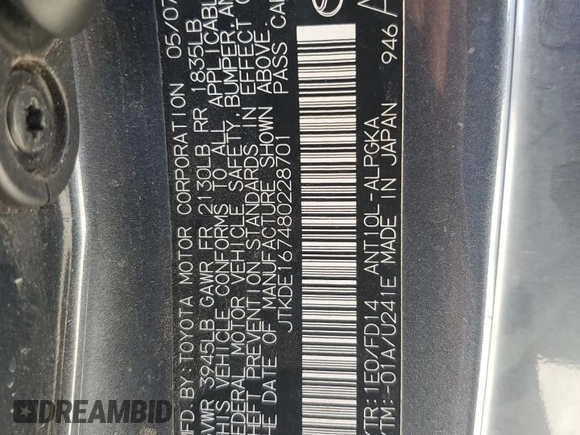 MFD. BY: TOYOTA MOTOR CORPORATION 05/07
GVWR 3945LB GAWR FR 2130LB RR 1835LB
THIS VEHICLE CONFORMS TO ALL APPLICABLE
FEDERAL MOTOR VEHICLE SAFETY, BUMPER, AND
THEFT PREVENTION STANDARDS IN EFFECT ON
THE DATE OF MANUFACTURE SHOWN ABOVE.
JTKDE167480228701 PASS CAR
/TR: 1E0/FD14 ANT10L-ALPGKA
/TM: -01A/U241E MADE IN JAPAN 946
DREAMBID